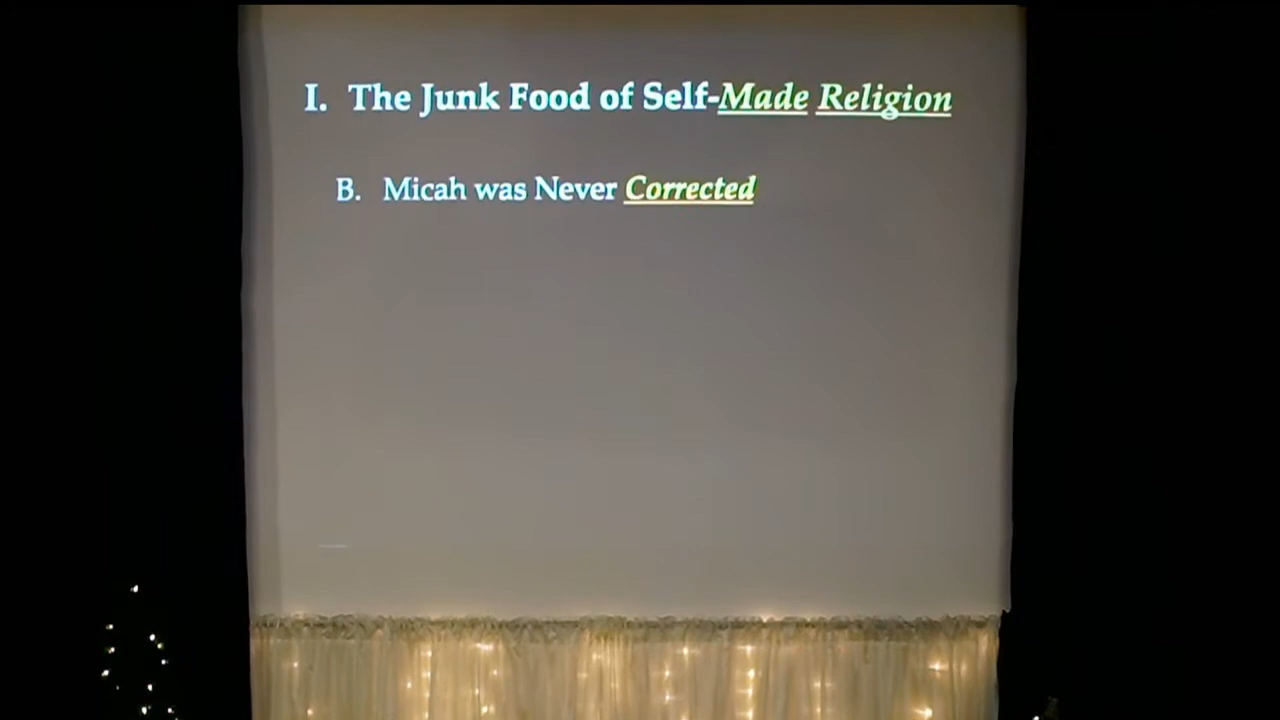 I. The Junk Food of Self-Made Religion
B. Micah was Never Corrected